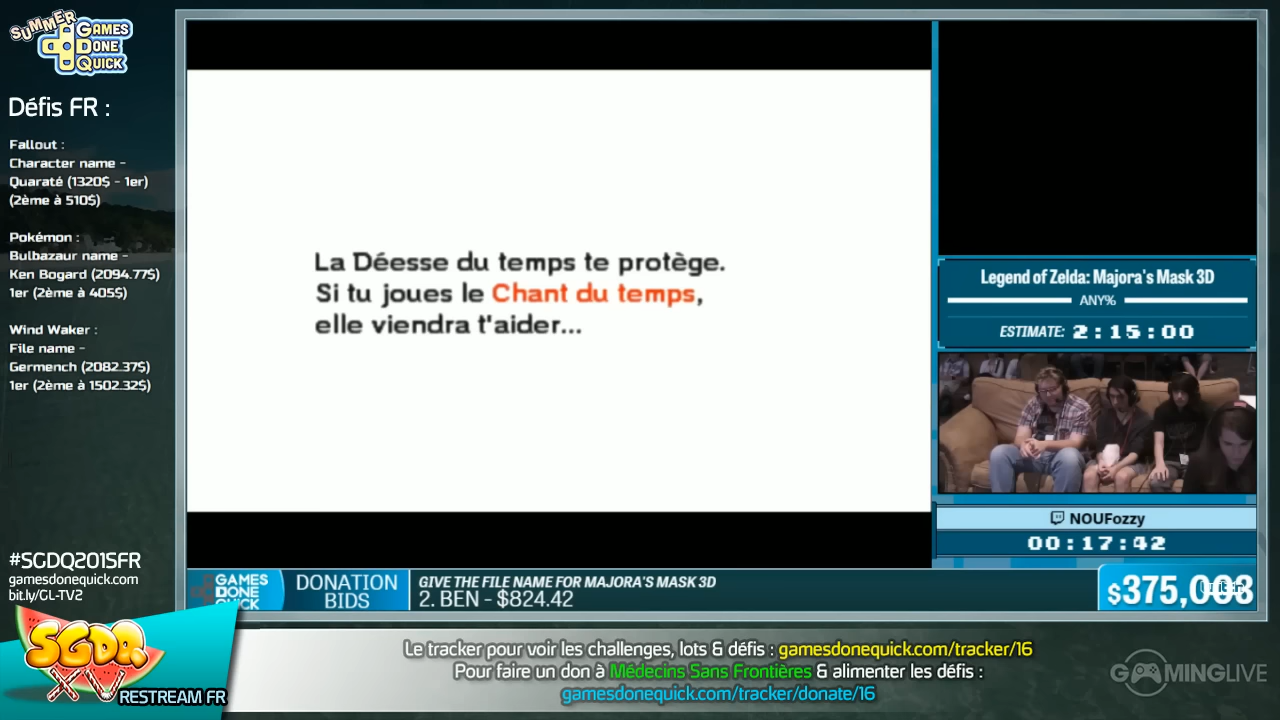 SUMMER
GAMES
DONE
QUICK
Défis FR :
Fallout :
Character name -
Quaraté (1320$ - 1er)
(2ème à 510$)
Pokémon :
Bulbazaur name -
Ken Bogard (2094.77$)
1er (2ème à 405$)
Wind Waker :
File name -
Germench (2082.37$)
1er (2ème à 1502.32$)
#SGDQ2015FR
gamesdonequick.com
bit.ly/GL-TV2
La Déesse du temps te protège.
Si tu joues le Chant du temps,
elle viendra t'aider...
Legend of Zelda: Majora's Mask 3D
ANY%
ESTIMATE: 2:15:00
NOUFozzy
00:17:42
GAMES
DONE
QUICK
DONATION
BIDS
GIVE THE FILE NAME FOR MAJORA'S MASK 3D
2. BEN - $824.42
SGDQ
XV
RESTREAM FR
Le tracker pour voir les challenges, lots & défis : gamesdonequick.com/tracker/16
Pour faire un don à Médecins Sans Frontières & alimenter les défis :
gamesdonequick.com/tracker/donate/16
GAMINGLIVE